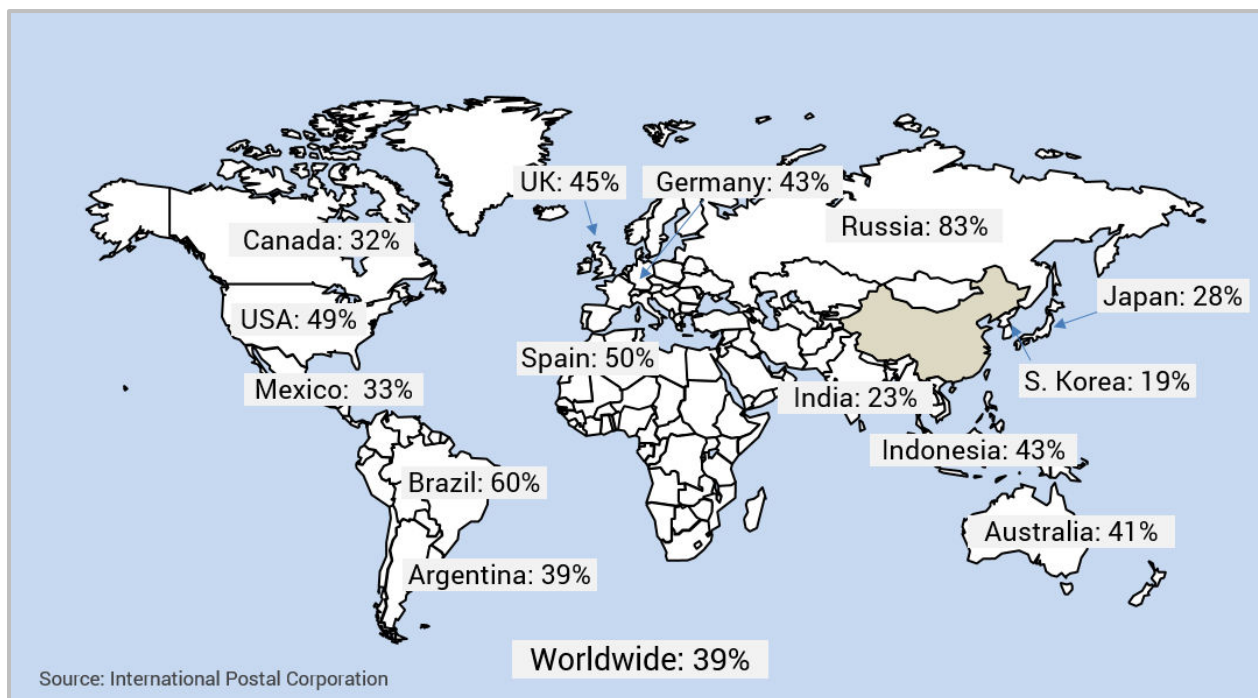 UK: 45%
Germany: 43%
Canada: 32%
Russia: 83%
USA: 49%
Japan: 28%
Spain: 50%
Mexico: 33%
India: 23%
S. Korea: 19%
Indonesia: 43%
Brazil: 60%
Australia: 41%
Argentina: 39%
Worldwide: 39%
Source: International Postal Corporation